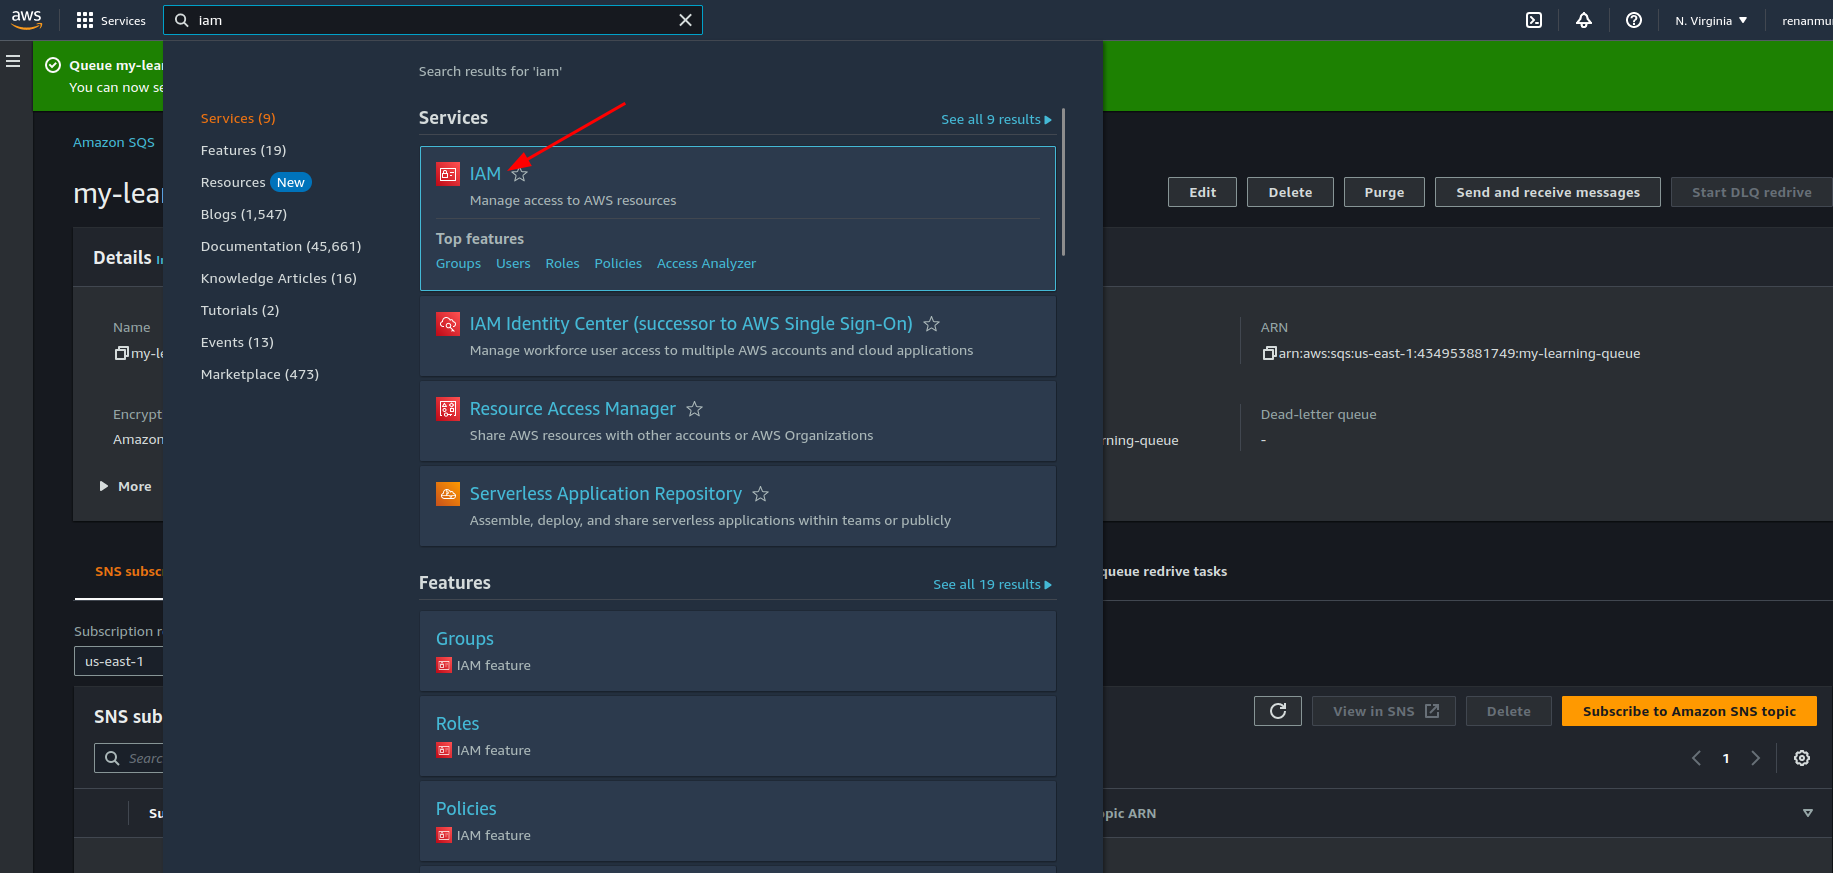 aws
Services
iam
N. Virginia
renanmu
Queue my-lear
You can now se
Search results for 'iam'
Services (9)
Features (19)
Resources New
Blogs (1,547)
Documentation (45,661)
Knowledge Articles (16)
Tutorials (2)
Events (13)
Marketplace (473)
Services
See all 9 results
IAM
Manage access to AWS resources
Top features
Groups Users Roles Policies Access Analyzer
IAM Identity Center (successor to AWS Single Sign-On)
Manage workforce user access to multiple AWS accounts and cloud applications
Resource Access Manager
Share AWS resources with other accounts or AWS Organizations
Serverless Application Repository
Assemble, deploy, and share serverless applications within teams or publicly
Features
See all 19 results
Groups
IAM feature
Roles
IAM feature
Policies
IAM feature
Amazon SQS
my-lear
Edit Delete Purge Send and receive messages Start DLQ redrive
Details In
Name
my-le
ARN
arn:aws:sqs:us-east-1:434953881749:my-learning-queue
Encrypt
Amazon
rning-queue
Dead-letter queue
-
More
SNS subsc
queue redrive tasks
Subscription r
us-east-1
SNS sub
View in SNS Delete Subscribe to Amazon SNS topic
Searc
1
Su
opic ARN